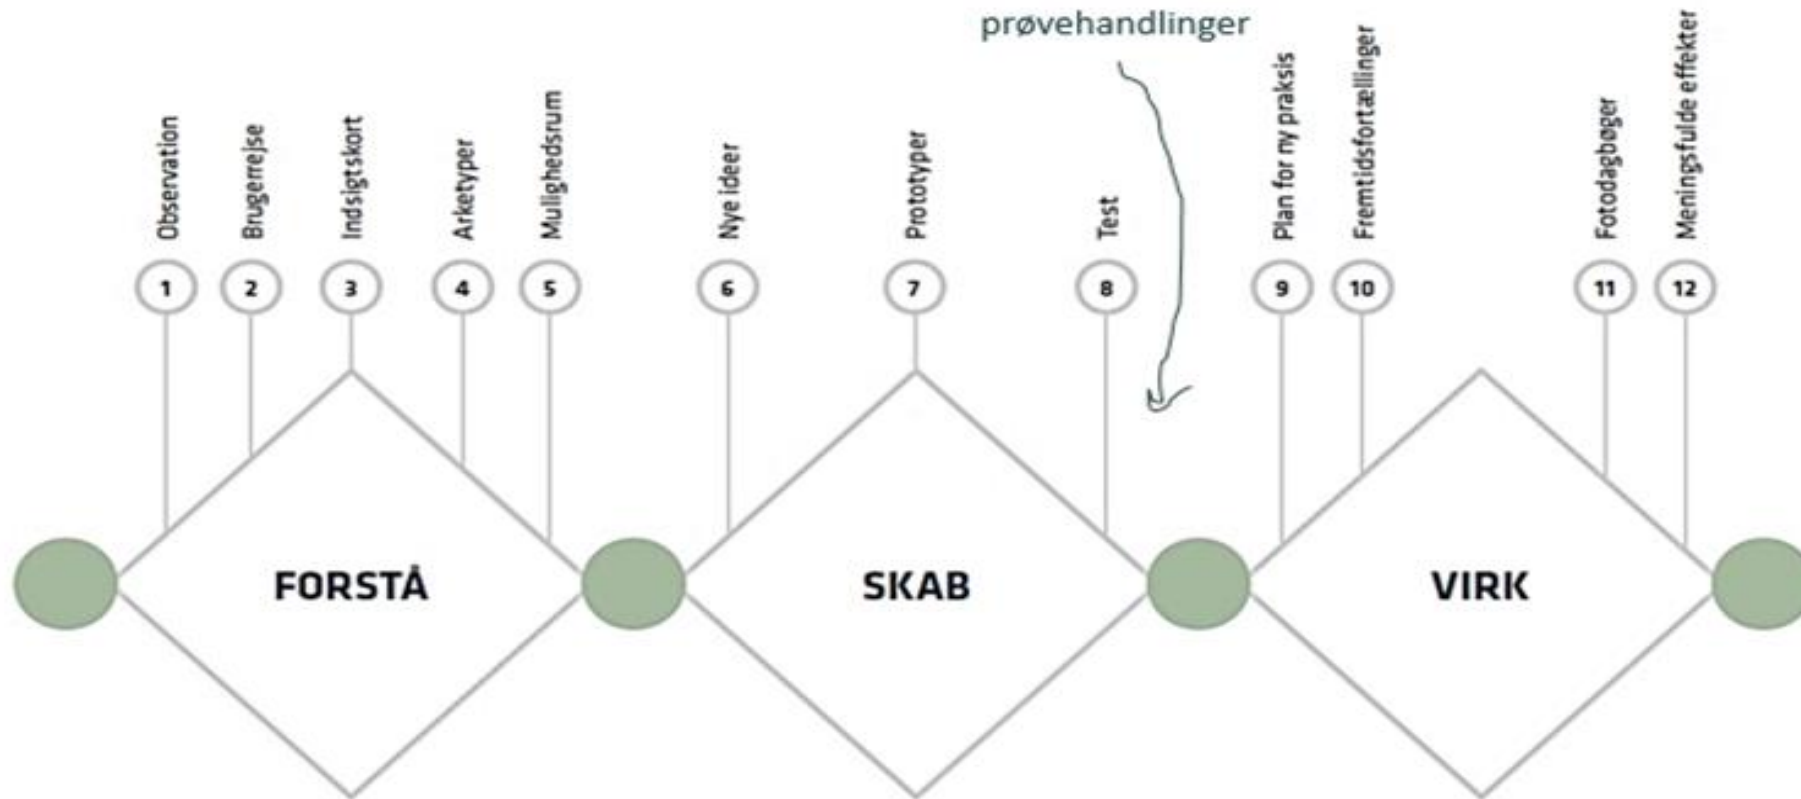 prøvehandlinger
Observation
Brugerrejse
Indsigtskort
Arketyper
Mulighedsrum
Nye ideer
Prototyper
Test
Plan for ny praksis
Fremtidsfortællinger
Fotodagbøger
Meningsfulde effekter
1
2
3
4
5
6
7
8
9
10
11
12
FORSTÅ
SKAB
VIRK